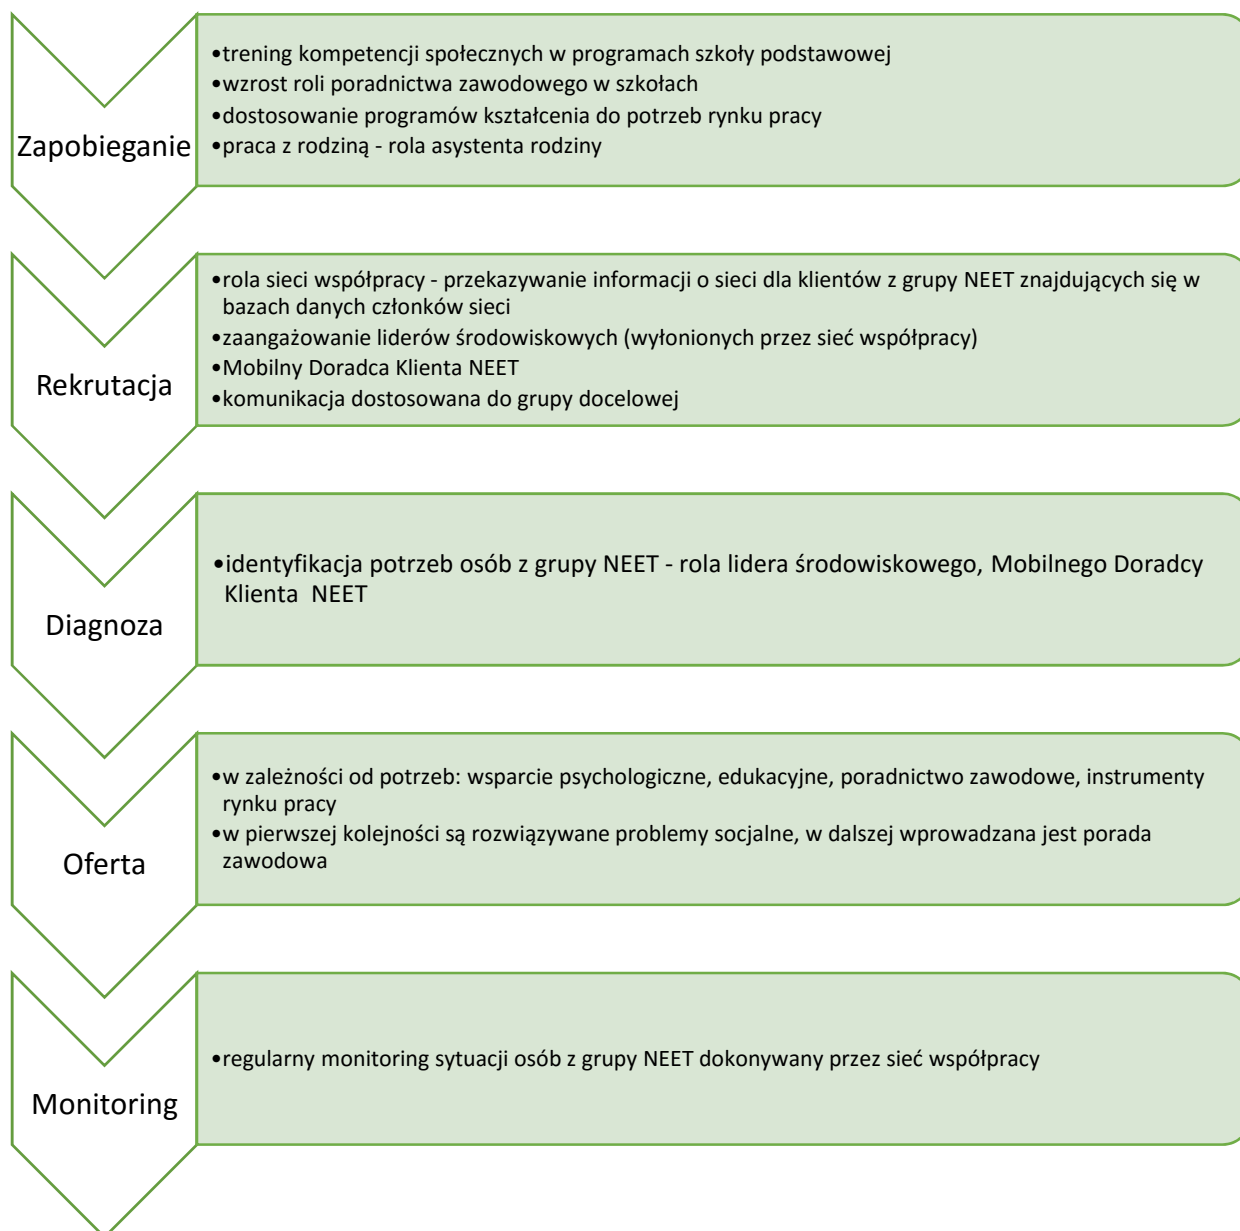 Zapobieganie
•trening kompetencji społecznych w programach szkoły podstawowej
•wzrost roli poradnictwa zawodowego w szkołach
•dostosowanie programów kształcenia do potrzeb rynku pracy
•praca z rodziną - rola asystenta rodziny
Rekrutacja
•rola sieci współpracy - przekazywanie informacji o sieci dla klientów z grupy NEET znajdujących się w
bazach danych członków sieci
•zaangażowanie liderów środowiskowych (wyłonionych przez sieć współpracy)
•Mobilny Doradca Klienta NEET
•komunikacja dostosowana do grupy docelowej
Diagnoza
•identyfikacja potrzeb osób z grupy NEET - rola lidera środowiskowego, Mobilnego Doradcy
Klienta  NEET
Oferta
•w zależności od potrzeb: wsparcie psychologiczne, edukacyjne, poradnictwo zawodowe, instrumenty
rynku pracy
•w pierwszej kolejności są rozwiązywane problemy socjalne, w dalszej wprowadzana jest porada
zawodowa
Monitoring
•regularny monitoring sytuacji osób z grupy NEET dokonywany przez sieć współpracy